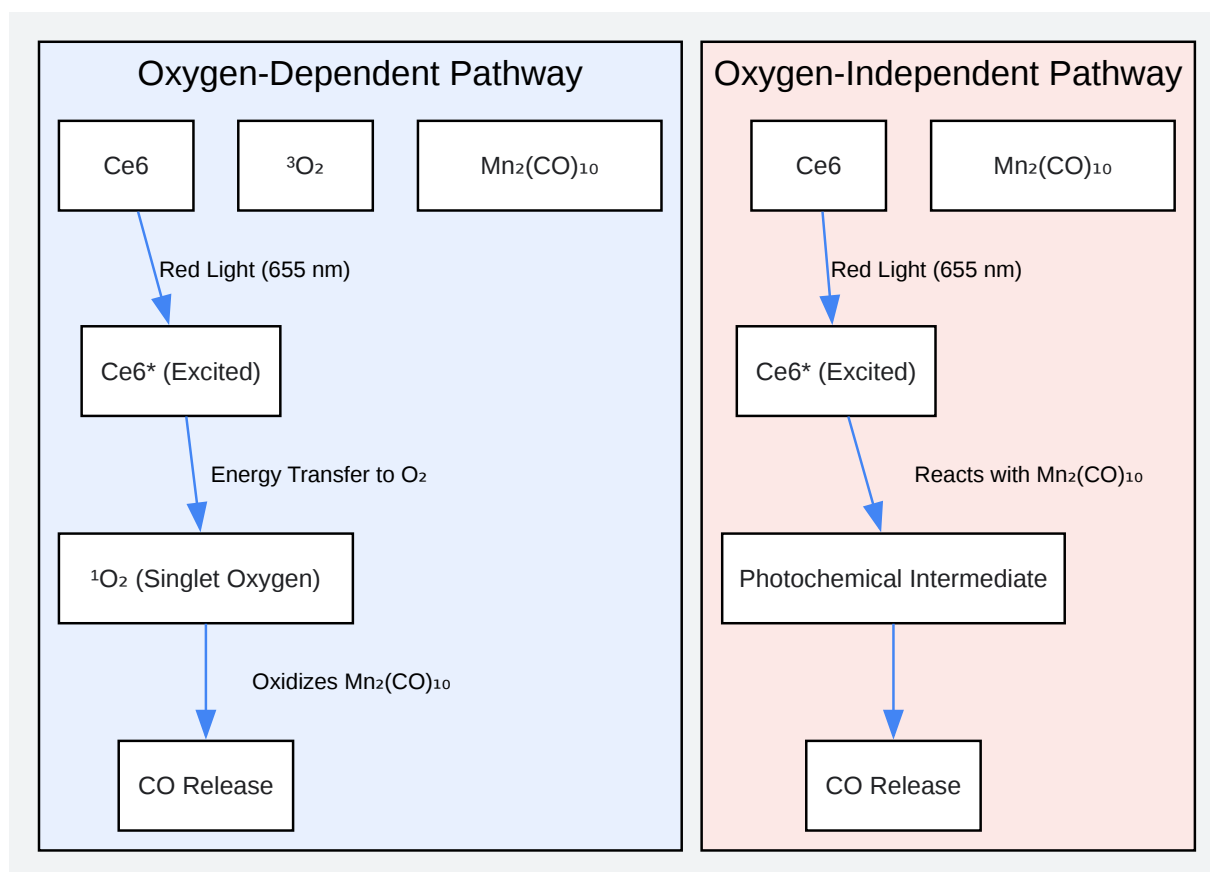 Oxygen-Dependent Pathway
Ce6
³O₂
Mn₂(CO)₁₀
Red Light (655 nm)
Ce6* (Excited)
Energy Transfer to O₂
¹O₂ (Singlet Oxygen)
Oxidizes Mn₂(CO)₁₀
CO Release
Oxygen-Independent Pathway
Ce6
Mn₂(CO)₁₀
Red Light (655 nm)
Ce6* (Excited)
Reacts with Mn₂(CO)₁₀
Photochemical Intermediate
CO Release